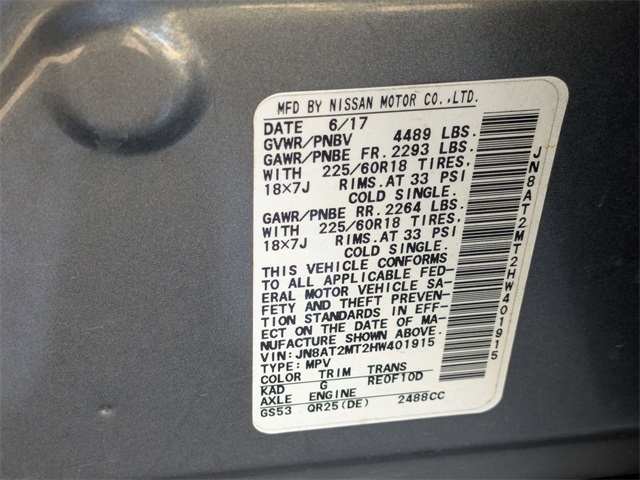 MFD BY NISSAN MOTOR CO.,LTD.
DATE 6/17
GVWR/PNBV 4489 LBS.
GAWR/PNBE FR. 2293 LBS.
WITH 225/60R18 TIRES,
18×7J RIMS. AT 33 PSI
COLD SINGLE.
GAWR/PNBE RR. 2264 LBS.
WITH 225/60R18 TIRES,
18×7J RIMS. AT 33 PSI
COLD SINGLE.
THIS VEHICLE CONFORMS
TO ALL APPLICABLE FED-
ERAL MOTOR VEHICLE SA-
FETY AND THEFT PREVEN-
TION STANDARDS IN EFF-
ECT ON THE DATE OF MA-
NUFACTURE SHOWN ABOVE.
VIN: JN8AT2MT2HW401915
TYPE: MPV
COLOR TRIM TRANS
KAD G RE0F10D
AXLE ENGINE
GS53 QR25(DE) 2488CC
JN8AT2MT2HW401915